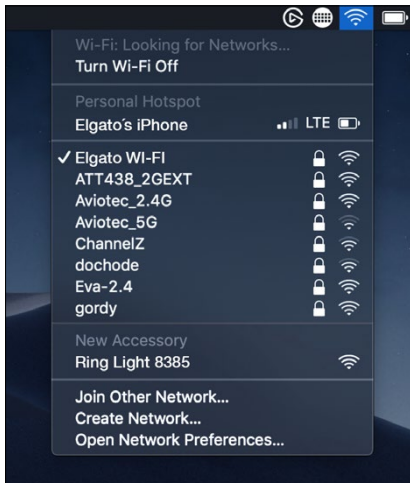 Wi-Fi: Looking for Networks...
Turn Wi-Fi Off
Personal Hotspot
Elgato's iPhone LTE
Elgato WI-FI
ATT438_2GEXT
Aviotec_2.4G
Aviotec_5G
ChannelZ
dochode
Eva-2.4
gordy
New Accessory
Ring Light 8385
Join Other Network...
Create Network...
Open Network Preferences...